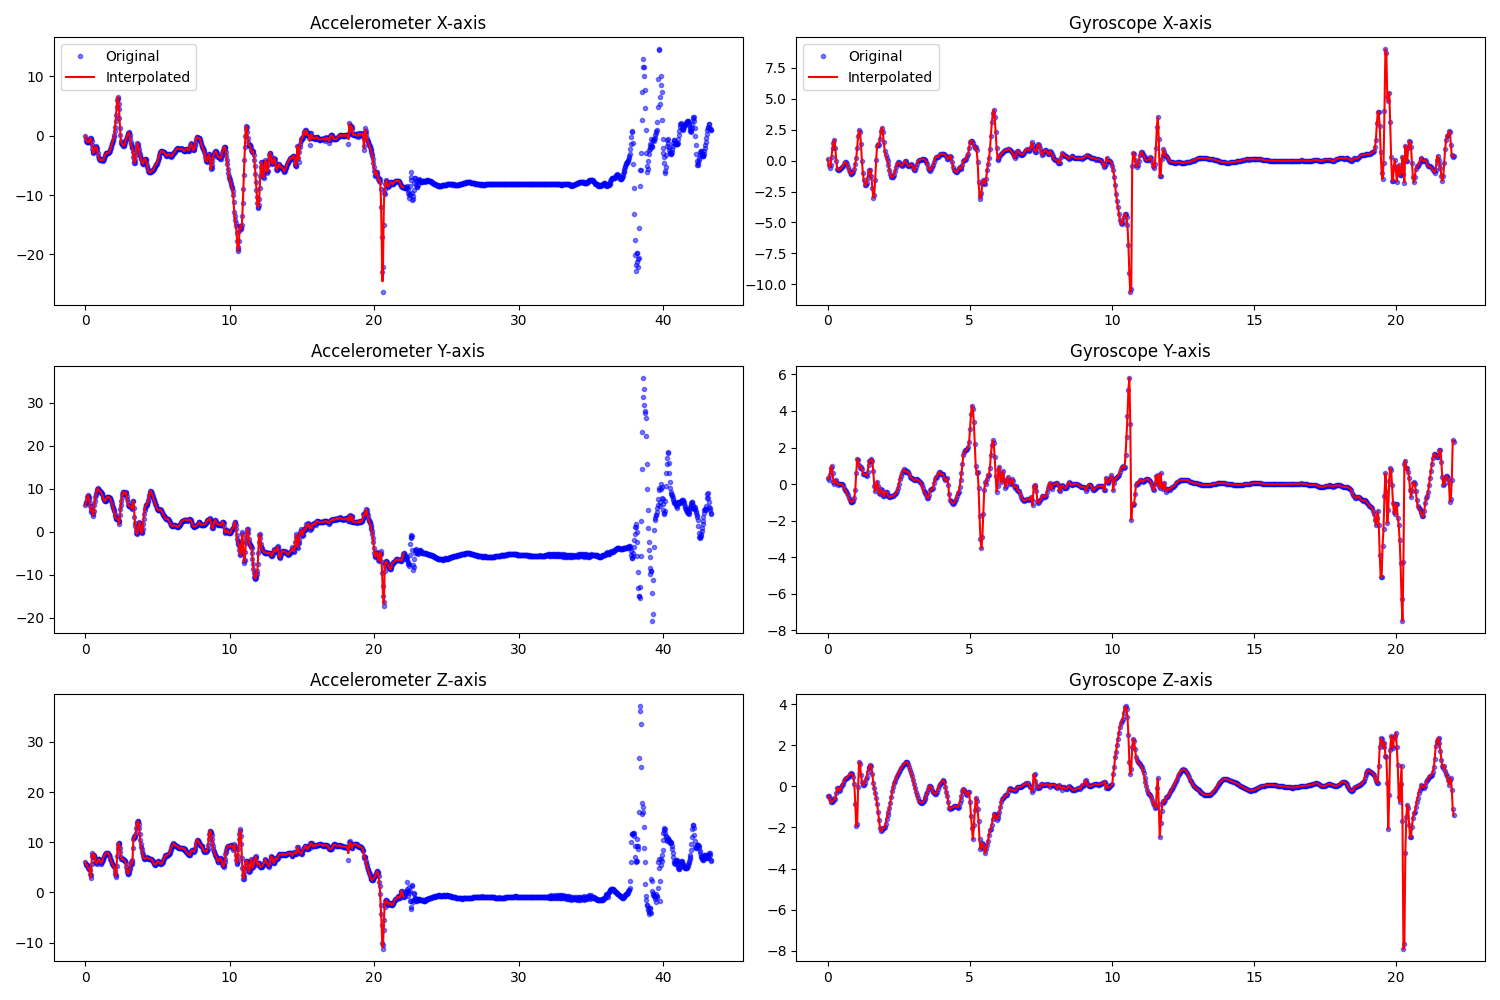 Accelerometer X-axis
Original
Interpolated
10
0
−10
−20
0 10 20 30 40
Gyroscope X-axis
Original
Interpolated
7.5
5.0
2.5
0.0
−2.5
−5.0
−7.5
−10.0
0 5 10 15 20
Accelerometer Y-axis
30
20
10
0
−10
−20
0 10 20 30 40
Gyroscope Y-axis
6
4
2
0
−2
−4
−6
−8
0 5 10 15 20
Accelerometer Z-axis
30
20
10
0
−10
0 10 20 30 40
Gyroscope Z-axis
4
2
0
−2
−4
−6
−8
0 5 10 15 20